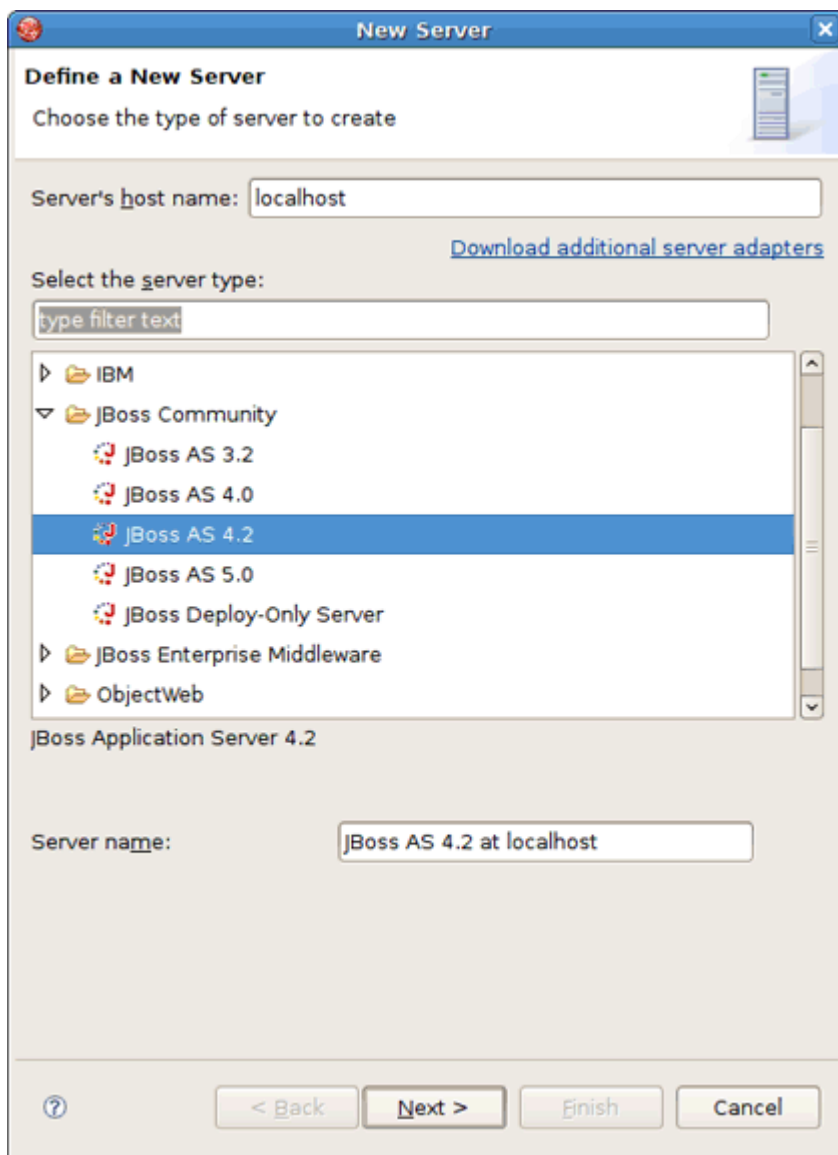 New Server
Define a New Server
Choose the type of server to create
Server's host name: localhost
Download additional server adapters
Select the server type:
type filter text
IBM
JBoss Community
JBoss AS 3.2
JBoss AS 4.0
JBoss AS 4.2
JBoss AS 5.0
JBoss Deploy-Only Server
JBoss Enterprise Middleware
ObjectWeb
JBoss Application Server 4.2
Server name: JBoss AS 4.2 at localhost
< Back Next > Finish Cancel